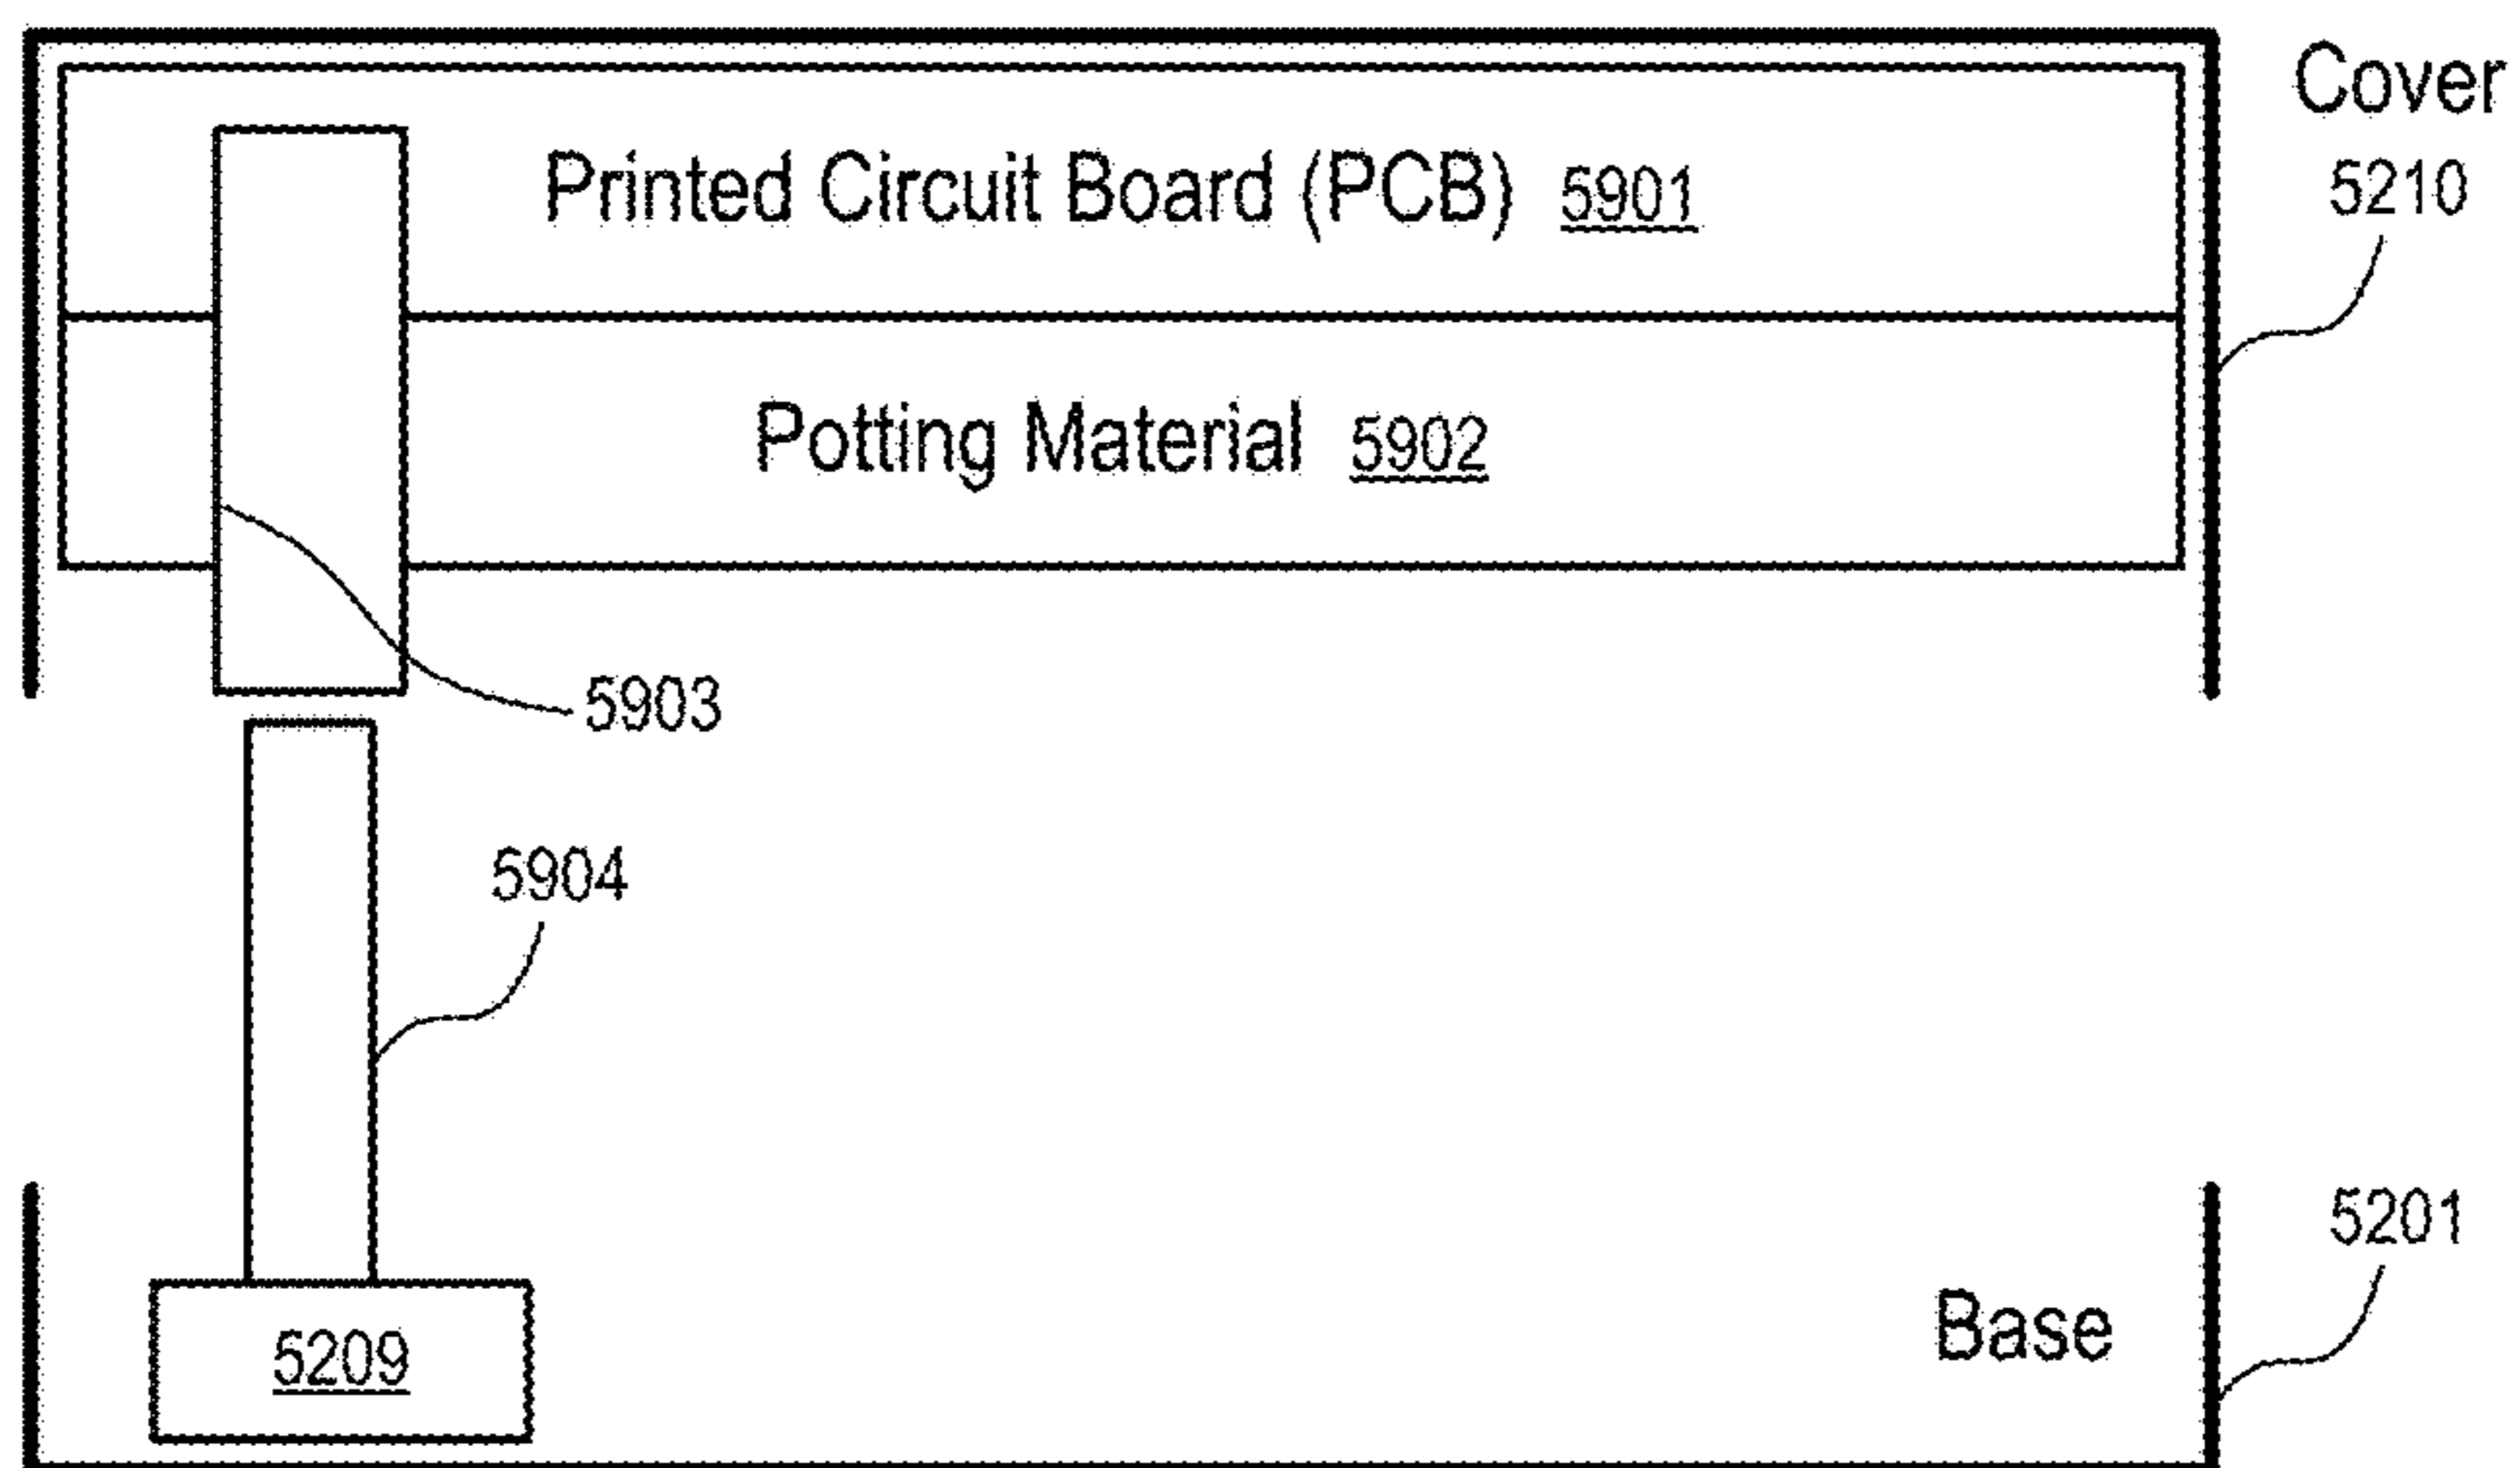 Cover
5210
Printed Circuit Board (PCB) 5901
Potting Material 5902
5903
5904
5201
Base
5209